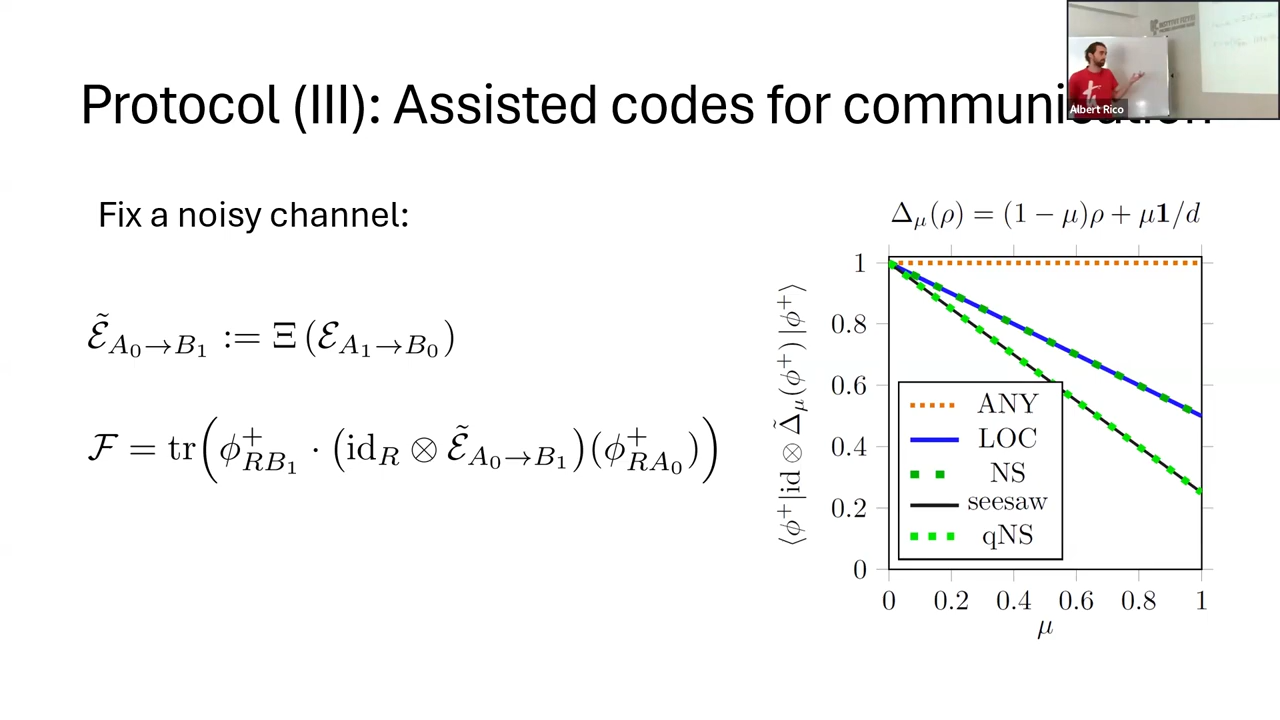 Protocol (III): Assisted codes for communication
Albert Rico
Fix a noisy channel:
Δ_μ(ρ) = (1 − μ)ρ + μ𝟏/d
Ẽ_{A₀→B₁} := Ξ (E_{A₁→B₀})
F = tr(ϕ⁺_{RB₁} · (id_R ⊗ Ẽ_{A₀→B₁})(ϕ⁺_{RA₀}))
⟨ϕ⁺|id ⊗ Δ̃_μ(ϕ⁺)|ϕ⁺⟩
1
0.8
0.6
0.4
0.2
0
ANY
LOC
NS
seesaw
qNS
0 0.2 0.4 0.6 0.8 1
μ